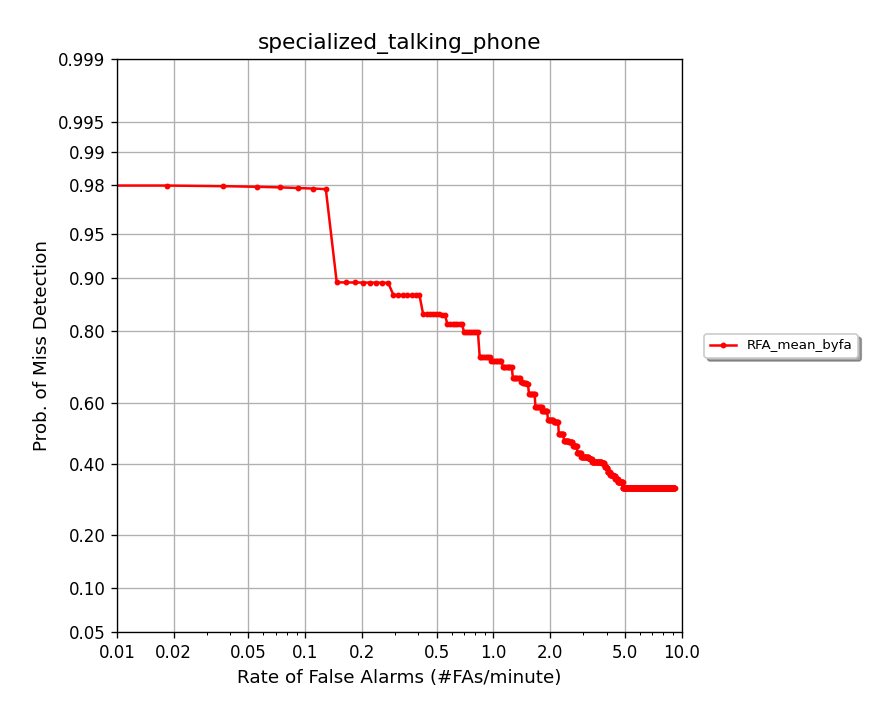 specialized_talking_phone
0.999
0.995
0.99
0.98
0.95
0.90
0.80
0.60
0.40
0.20
0.10
0.05
Prob. of Miss Detection
0.01 0.02 0.05 0.1 0.2 0.5 1.0 2.0 5.0 10.0
Rate of False Alarms (#FAs/minute)
RFA_mean_byfa